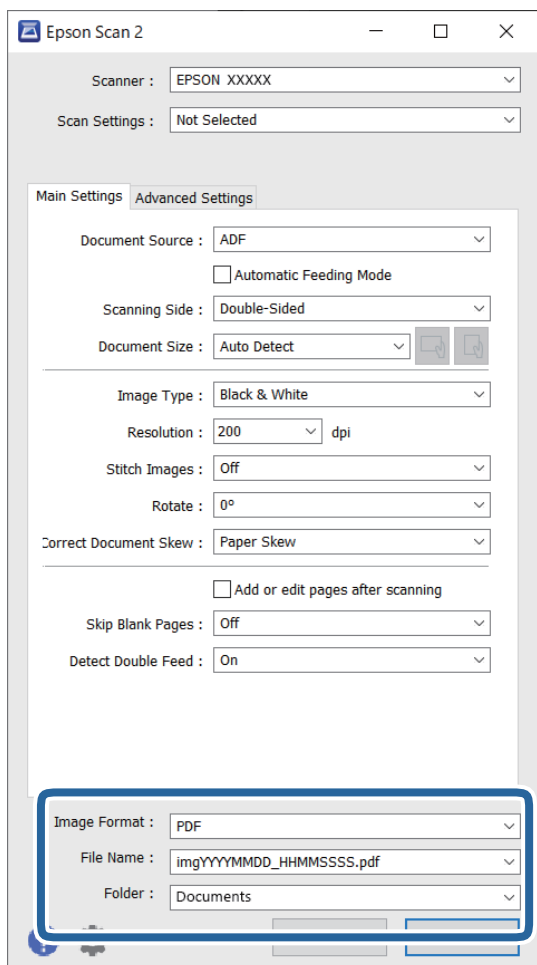 Epson Scan 2
Scanner : EPSON XXXXX
Scan Settings : Not Selected
Main Settings Advanced Settings
Document Source : ADF
Automatic Feeding Mode
Scanning Side : Double-Sided
Document Size : Auto Detect
Image Type : Black & White
Resolution : 200 dpi
Stitch Images : Off
Rotate : 0°
Correct Document Skew : Paper Skew
Add or edit pages after scanning
Skip Blank Pages : Off
Detect Double Feed : On
Image Format : PDF
File Name : imgYYYYMMDD_HHMMSSSS.pdf
Folder : Documents